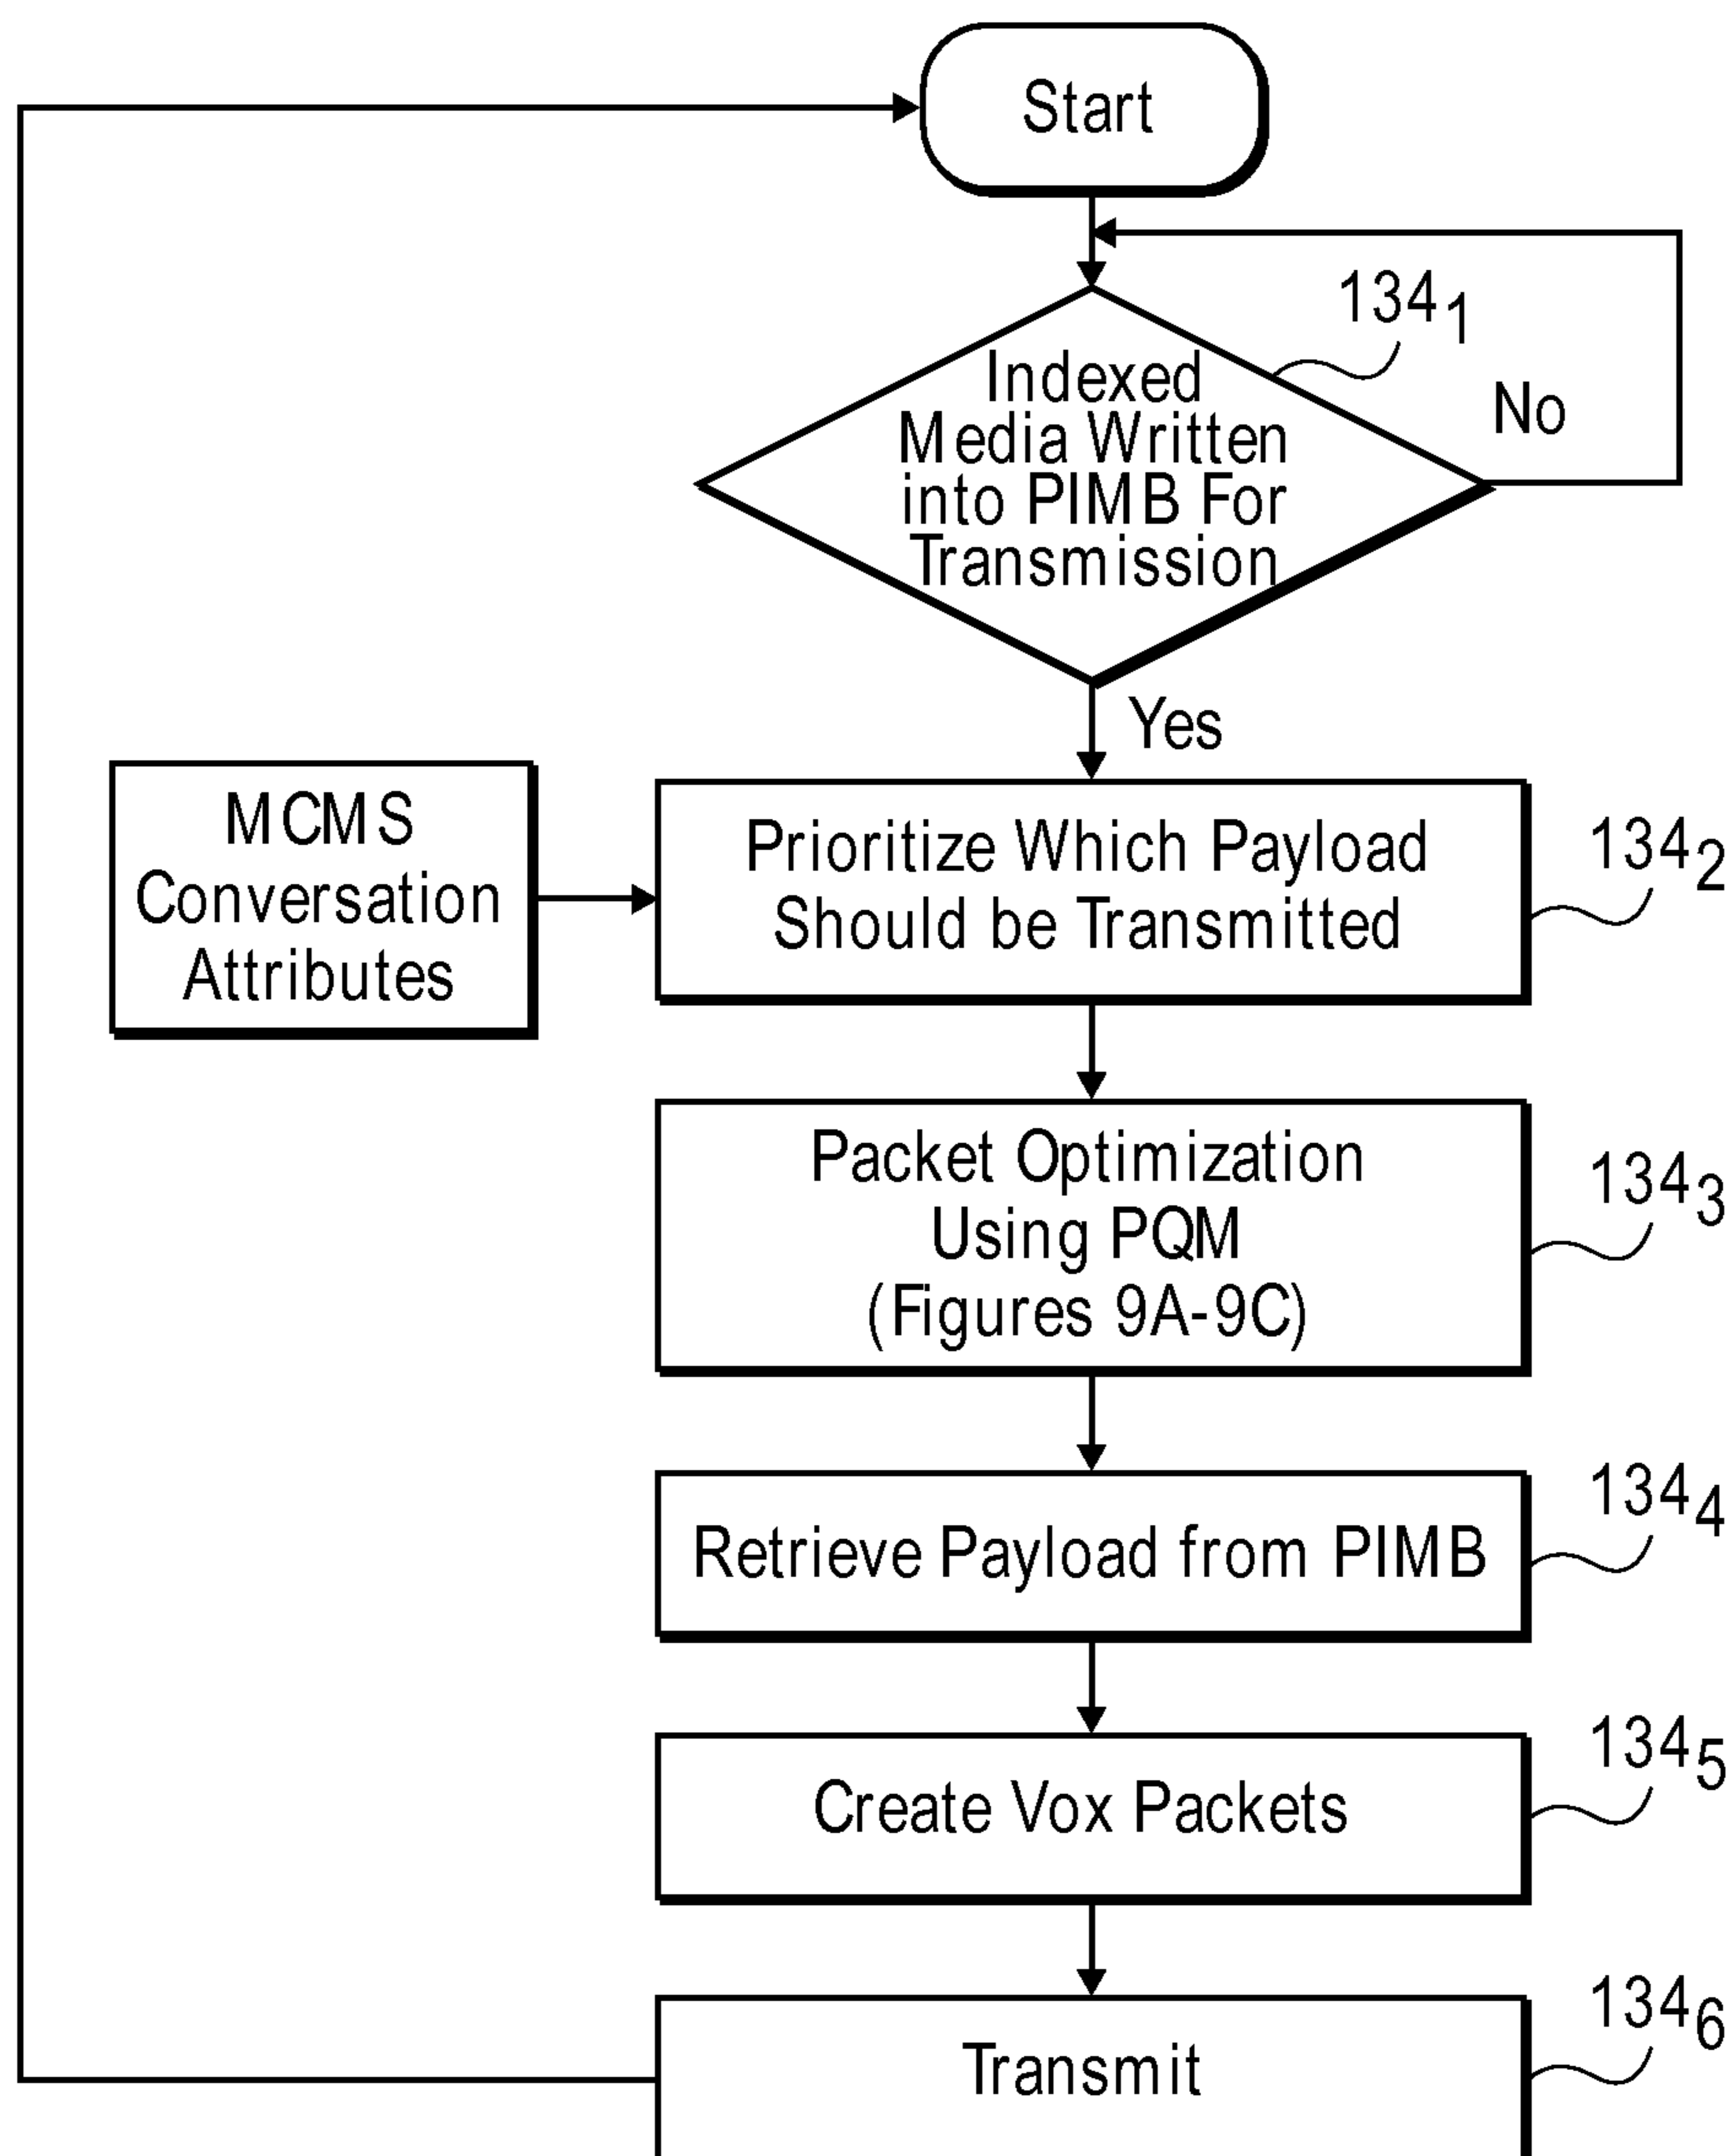 Start
134₁
Indexed
Media Written
into PIMB For
Transmission
No
Yes
MCMS
Conversation
Attributes
Prioritize Which Payload
Should be Transmitted
134₂
Packet Optimization
Using PQM
(Figures 9A-9C)
134₃
Retrieve Payload from PIMB
134₄
Create Vox Packets
134₅
Transmit
134₆